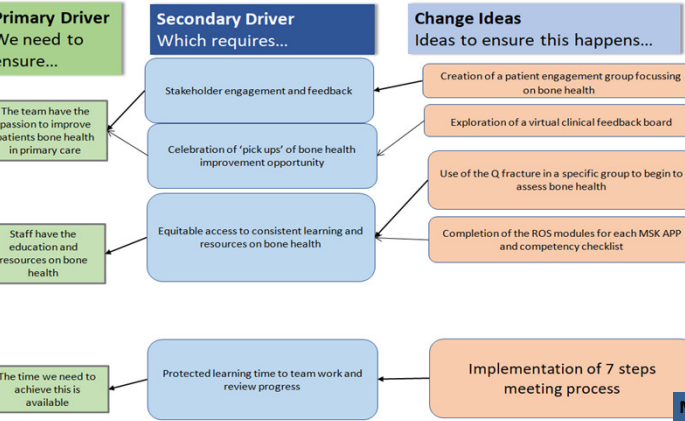 Primary Driver
We need to
ensure...
Secondary Driver
Which requires...
Change Ideas
Ideas to ensure this happens...
The team have the
passion to improve
patients bone health
in primary care
Stakeholder engagement and feedback
Creation of a patient engagement group focussing
on bone health
Celebration of ‘pick ups’ of bone health
improvement opportunity
Exploration of a virtual clinical feedback board
Staff have the
education and
resources on bone
health
Equitable access to consistent learning and
resources on bone health
Use of the Q fracture in a specific group to begin to
assess bone health
Completion of the ROS modules for each MSK APP
and competency checklist
The time we need to
achieve this is
available
Protected learning time to team work and
review progress
Implementation of 7 steps
meeting process